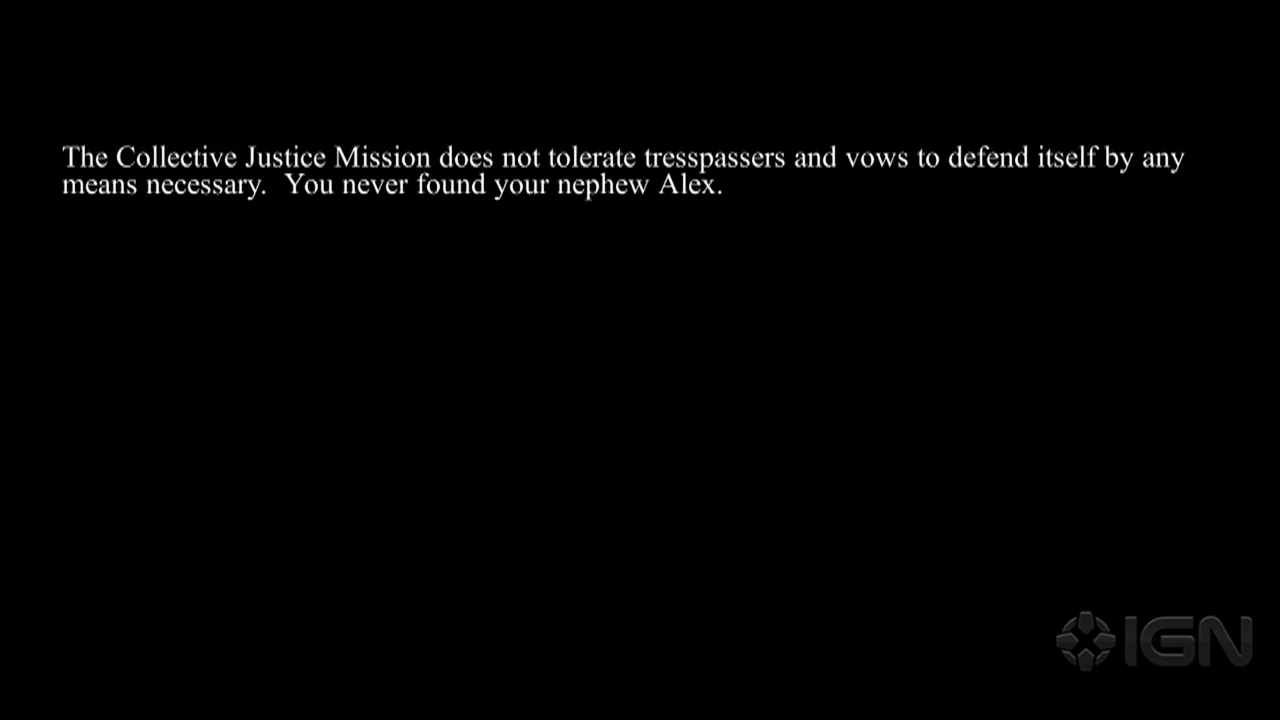 The Collective Justice Mission does not tolerate tresspassers and vows to defend itself by any
means necessary.  You never found your nephew Alex.
IGN